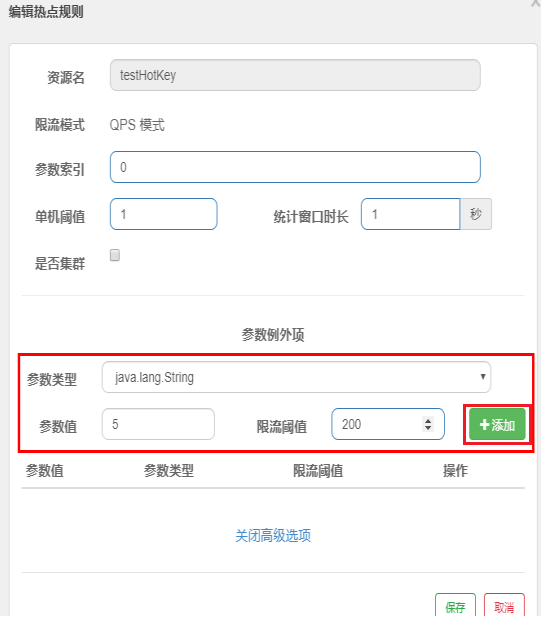 编辑热点规则
资源名 testHotKey
限流模式 QPS 模式
参数索引 0
单机阈值 1 统计窗口时长 1 秒
是否集群
参数例外项
参数类型 java.lang.String
参数值 5 限流阈值 200 添加
参数值 参数类型 限流阈值 操作
关闭高级选项
保存 取消